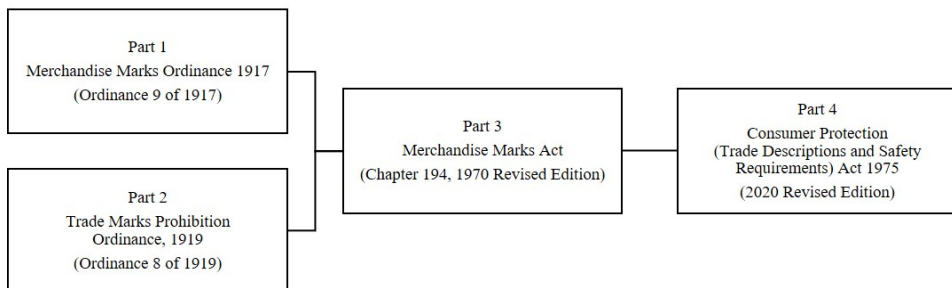 Part 1
Merchandise Marks Ordinance 1917
(Ordinance 9 of 1917)
Part 2
Trade Marks Prohibition
Ordinance, 1919
(Ordinance 8 of 1919)
Part 3
Merchandise Marks Act
(Chapter 194, 1970 Revised Edition)
Part 4
Consumer Protection
(Trade Descriptions and Safety
Requirements) Act 1975
(2020 Revised Edition)